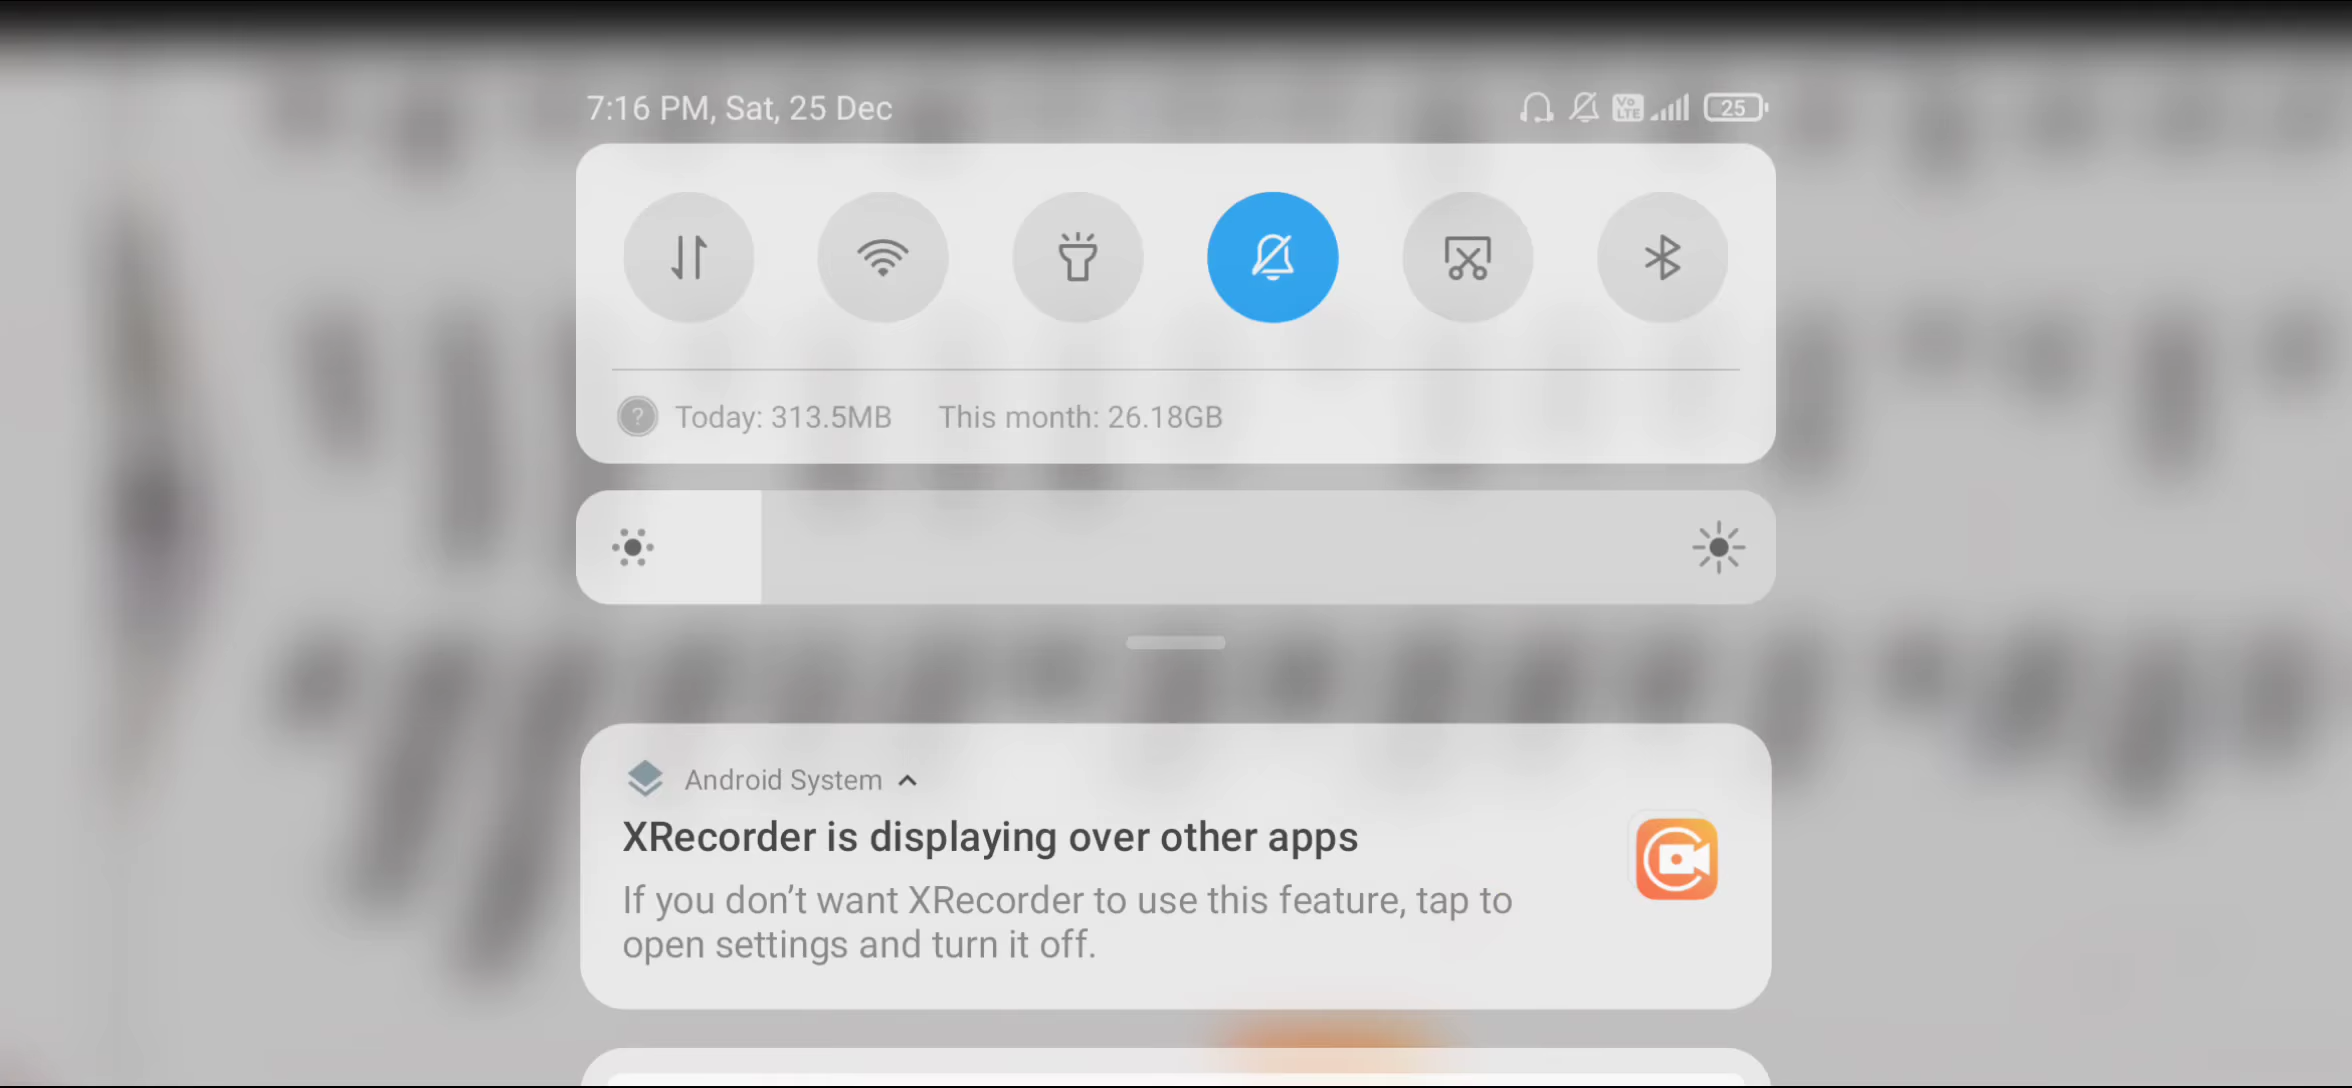 7:16 PM, Sat, 25 Dec
Vo LTE
25
? Today: 313.5MB This month: 26.18GB
Android System
XRecorder is displaying over other apps
If you don’t want XRecorder to use this feature, tap to
open settings and turn it off.